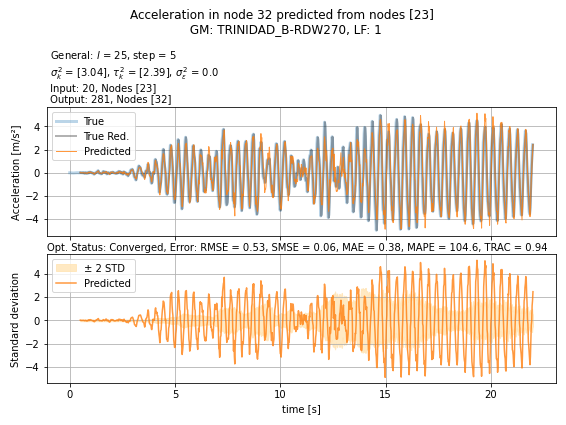 Acceleration in node 32 predicted from nodes [23]
GM: TRINIDAD_B-RDW270, LF: 1
General: l = 25, step = 5
σ²ₖ = [3.04], τ²ₖ = [2.39], σ²ε = 0.0
Input: 20, Nodes [23]
Output: 281, Nodes [32]
True
True Red.
Predicted
Acceleration [m/s²]
4
2
0
−2
−4
Opt. Status: Converged, Error: RMSE = 0.53, SMSE = 0.06, MAE = 0.38, MAPE = 104.6, TRAC = 0.94
± 2 STD
Predicted
Standard deviation
4
2
0
−2
−4
0 5 10 15 20
time [s]